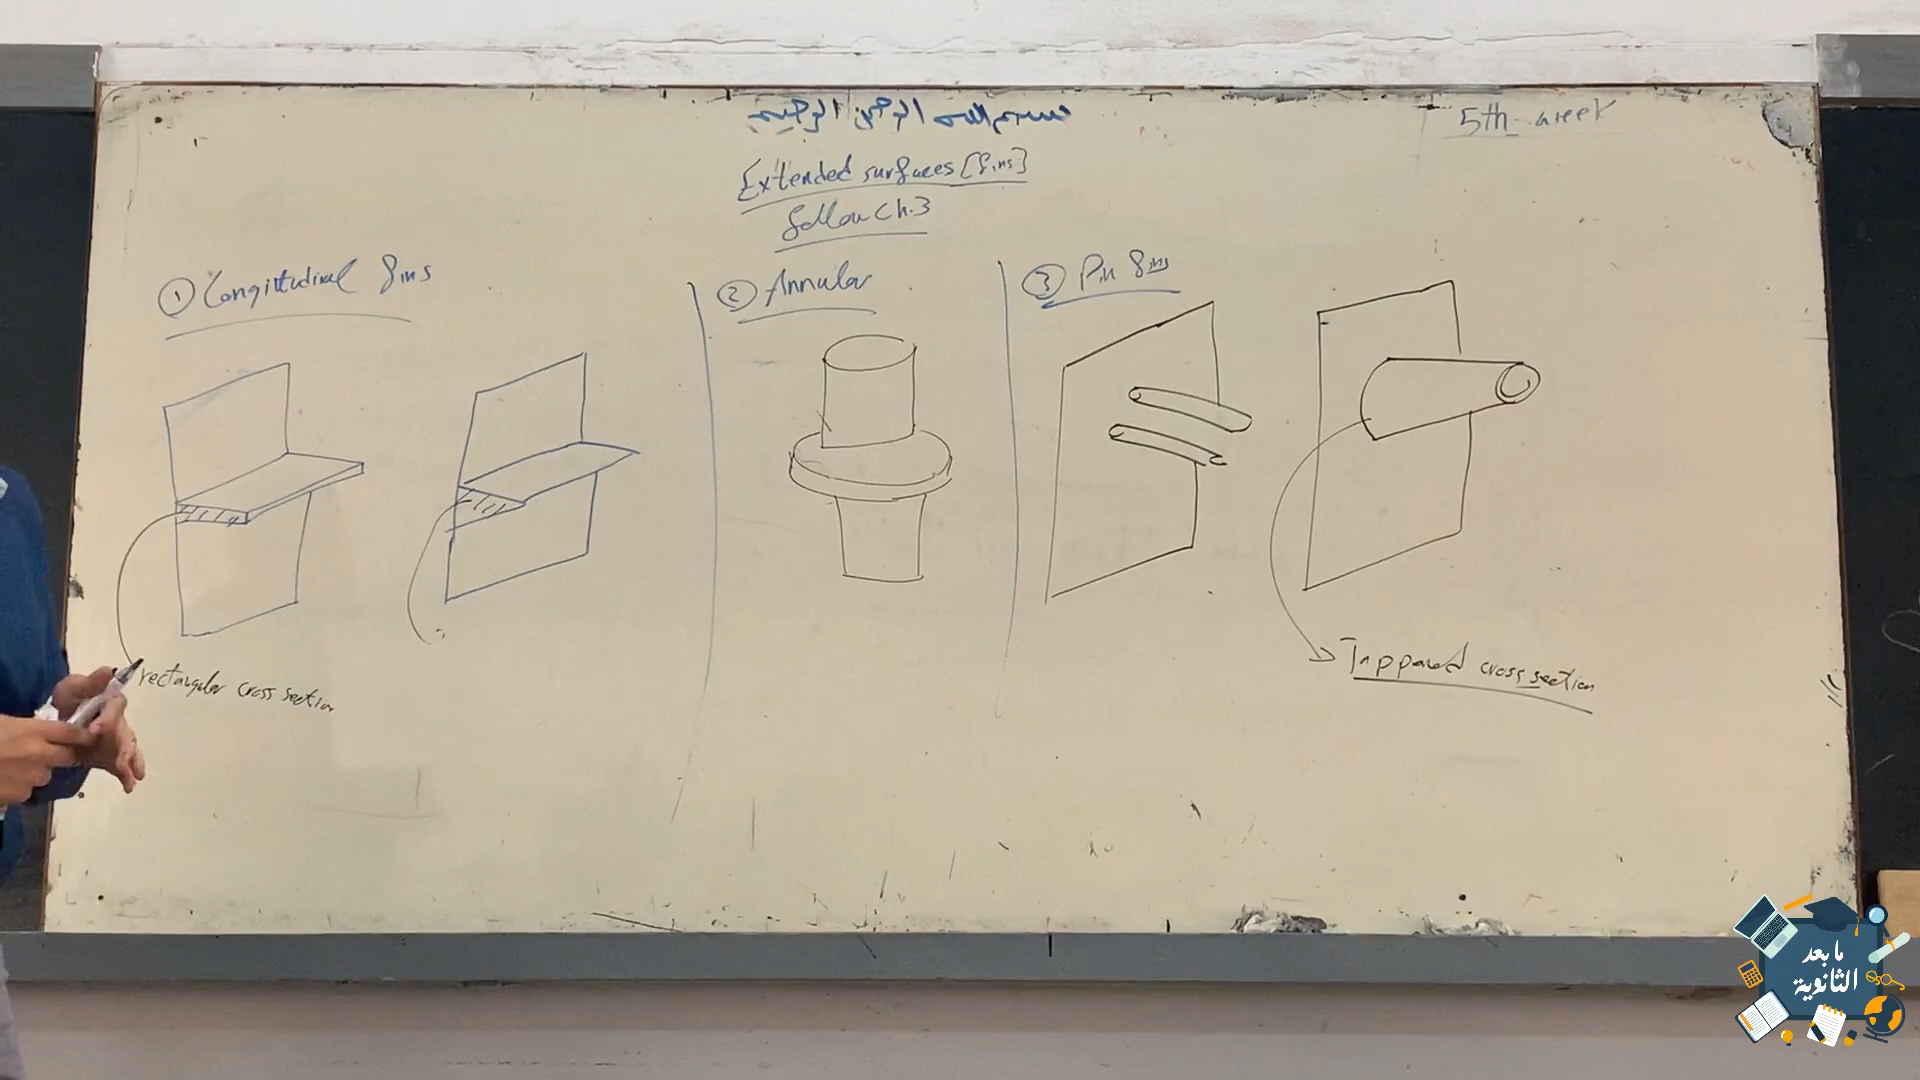 بسم الله الرحمن الرحيم
5th week
Extended surfaces [fins]
follow ch.3
① Longitudinal fins
② Annular
③ Pin fins
rectangular cross section
Tappared cross section
ما بعد
الثانوية